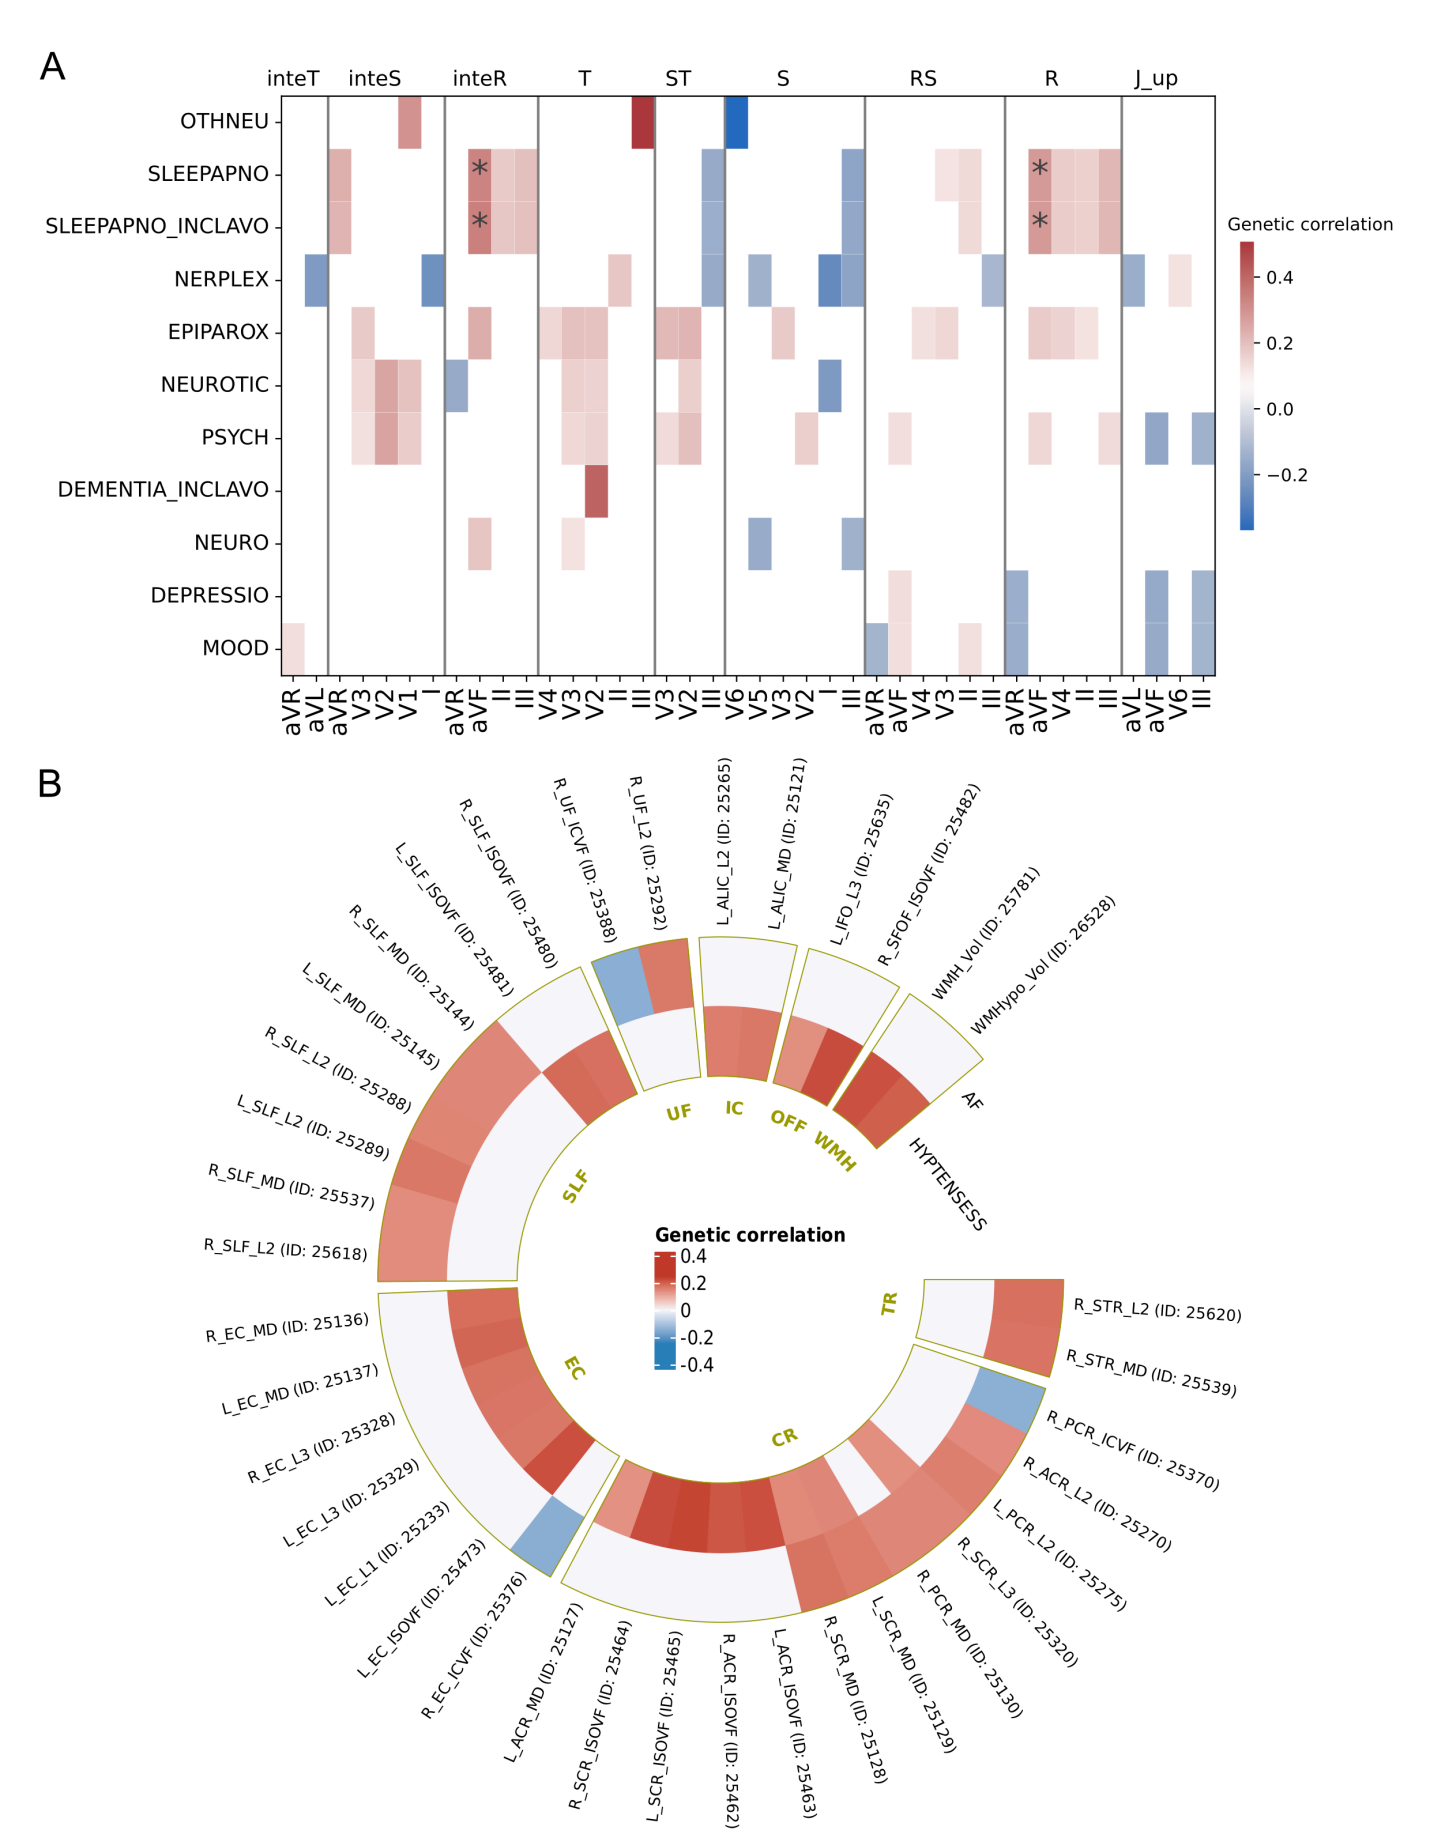 A
inteT inteS inteR T ST S RS R J_up
OTHNEU
SLEEPAPNO
SLEEPAPNO_INCLAVO
NERPLEX
EPIPAROX
NEUROTIC
PSYCH
DEMENTIA_INCLAVO
NEURO
DEPRESSIO
MOOD
* *
* *
Genetic correlation
0.4
0.2
0.0
−0.2
aVR aVL aVR V3 V2 V1 I aVR aVF II III V4 V3 V2 II III V3 V2 III V6 V5 V3 V2 I III aVR aVF V4 V3 II III aVR aVF V4 II III aVL aVF V6 III
B
R_SLF_L2 (ID: 25618)
R_SLF_MD (ID: 25537)
L_SLF_L2 (ID: 25289)
R_SLF_L2 (ID: 25288)
L_SLF_MD (ID: 25145)
R_SLF_MD (ID: 25144)
L_SLF_ISOVF (ID: 25481)
R_SLF_ISOVF (ID: 25480)
R_UF_ICVF (ID: 25388)
R_UF_L2 (ID: 25292)
L_ALIC_L2 (ID: 25265)
L_ALIC_MD (ID: 25121)
L_IFO_L3 (ID: 25635)
R_SFOF_ISOVF (ID: 25482)
WMH_Vol (ID: 25781)
WMHypo_Vol (ID: 26528)
AF
HYPTENSESS
SLF
UF
IC
OFF
WMH
Genetic correlation
0.4
0.2
0
-0.2
-0.4
TR
CR
EC
R_STR_L2 (ID: 25620)
R_STR_MD (ID: 25539)
R_PCR_ICVF (ID: 25370)
R_ACR_L2 (ID: 25270)
L_PCR_L2 (ID: 25275)
R_SCR_L3 (ID: 25320)
R_PCR_MD (ID: 25130)
L_SCR_MD (ID: 25129)
R_SCR_MD (ID: 25128)
L_ACR_ISOVF (ID: 25463)
R_ACR_ISOVF (ID: 25462)
L_SCR_ISOVF (ID: 25465)
R_SCR_ISOVF (ID: 25464)
L_ACR_MD (ID: 25127)
R_EC_ICVF (ID: 25376)
L_EC_ISOVF (ID: 25473)
L_EC_L1 (ID: 25233)
L_EC_L3 (ID: 25329)
R_EC_L3 (ID: 25328)
L_EC_MD (ID: 25137)
R_EC_MD (ID: 25136)